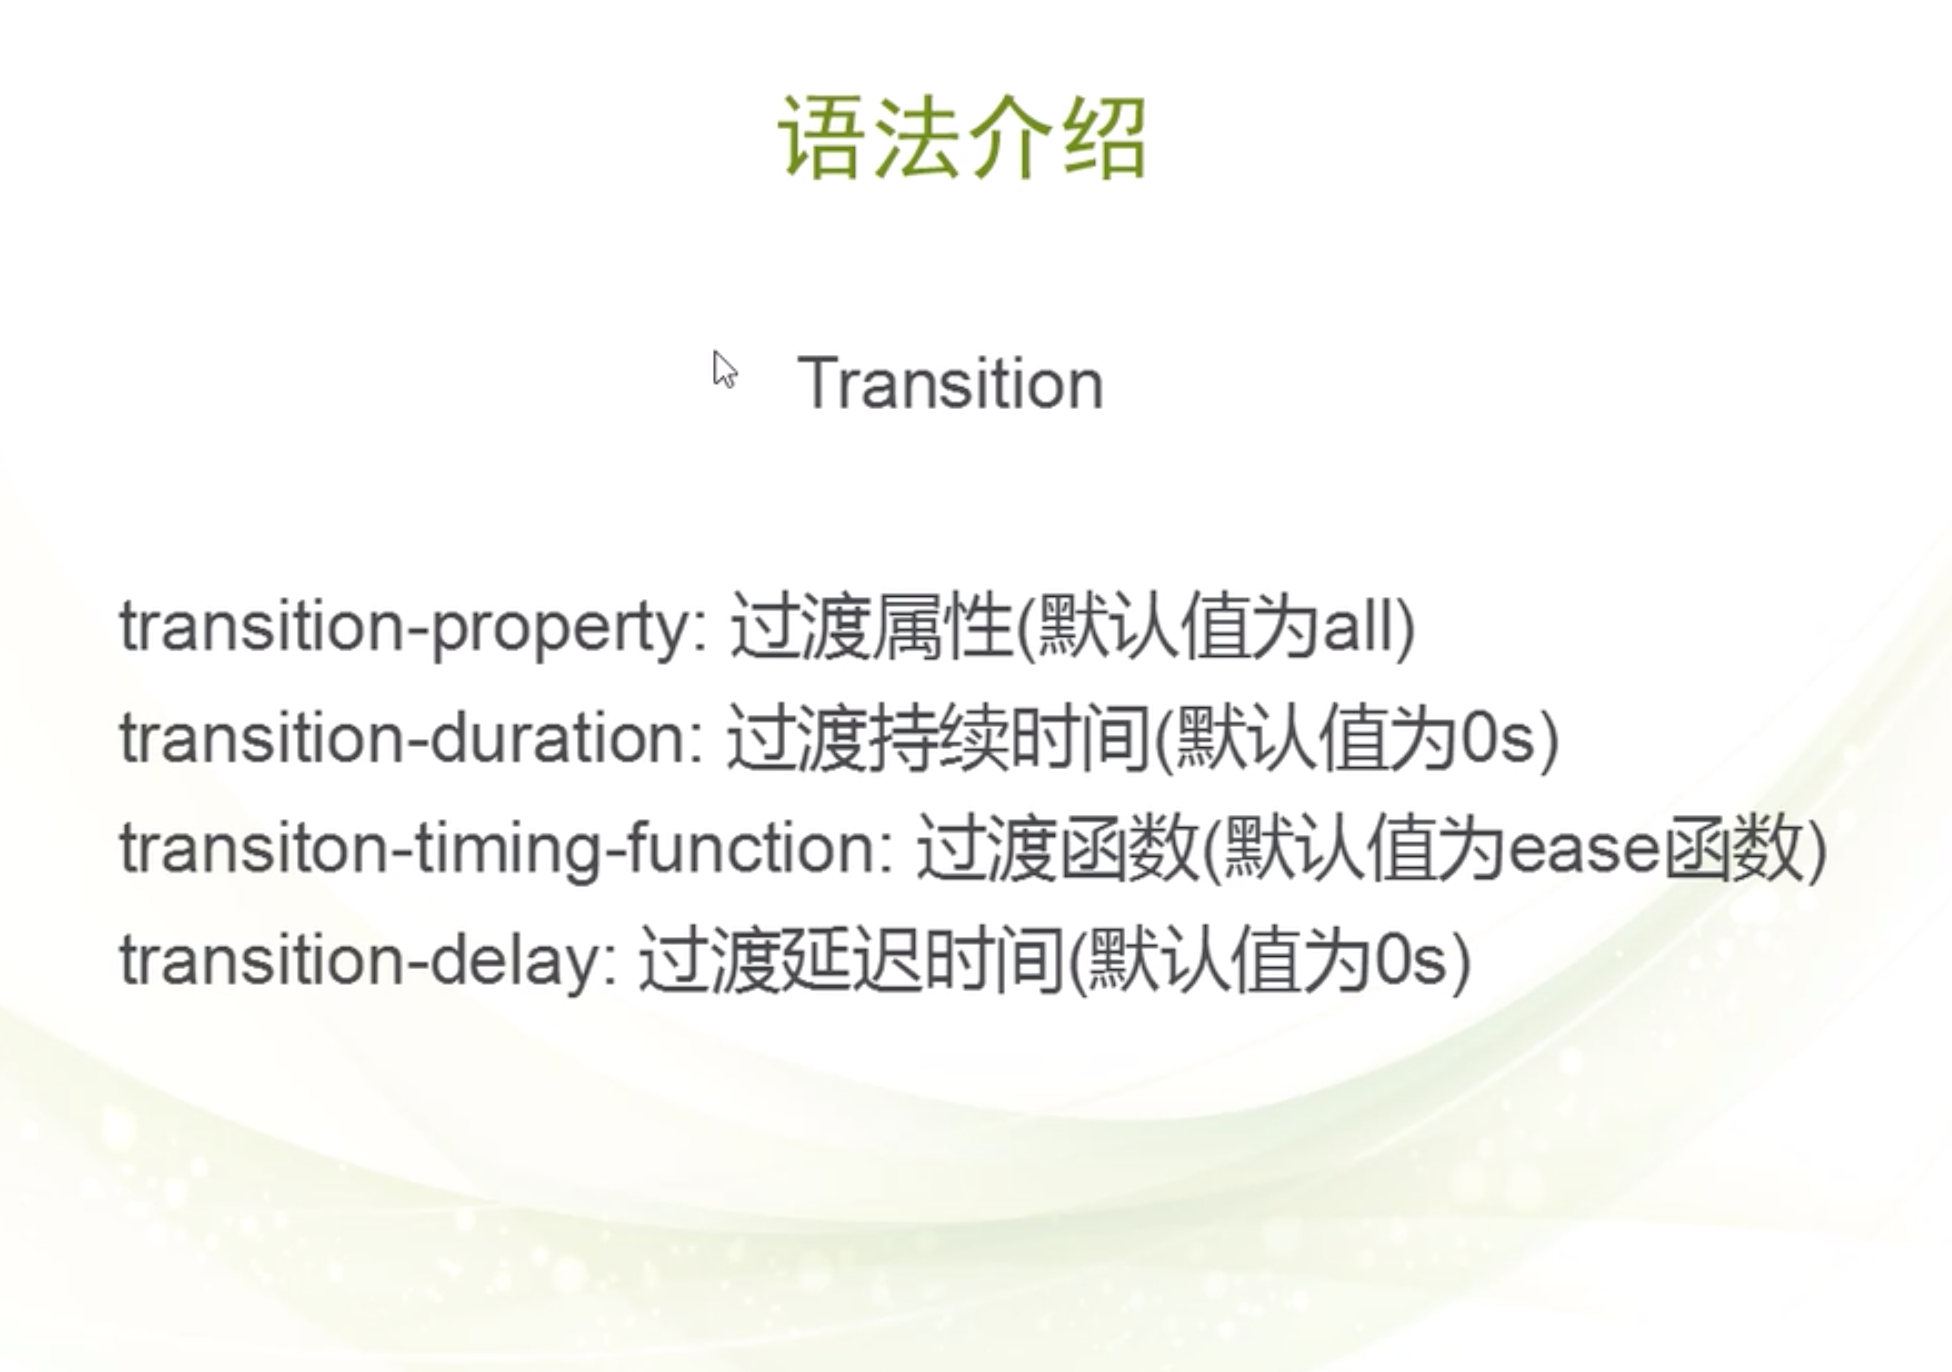 语法介绍
Transition
transition-property: 过渡属性(默认值为all)
transition-duration: 过渡持续时间(默认值为0s)
transiton-timing-function: 过渡函数(默认值为ease函数)
transition-delay: 过渡延迟时间(默认值为0s)